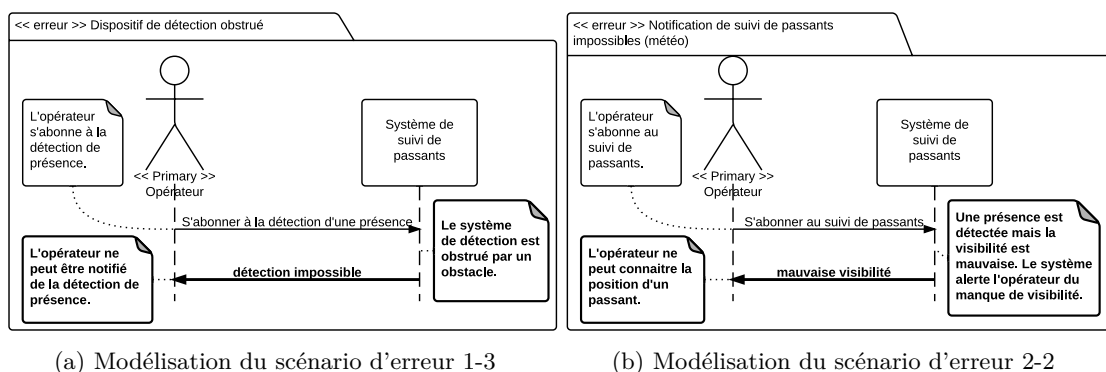 << erreur >> Dispositif de détection obstrué
L'opérateur
s'abonne à la
détection de
présence.
Système de
suivi de
passants
<< Primary >>
Opérateur
S'abonner à la détection d'une présence
Le système
de détection est
obstrué par un
obstacle.
L'opérateur ne
peut être notifié
de la détection de
présence.
détection impossible
(a) Modélisation du scénario d'erreur 1-3
<< erreur >> Notification de suivi de passants
impossibles (météo)
L'opérateur
s'abonne au
suivi de
passants.
Système de
suivi de
passants
<< Primary >>
Opérateur
S'abonner au suivi de passants
Une présence est
détectée mais la
visibilité est
mauvaise. Le système
alerte l'opérateur du
manque de visibilité.
L'opérateur ne
peut connaitre la
position d'un
passant.
mauvaise visibilité
(b) Modélisation du scénario d'erreur 2-2